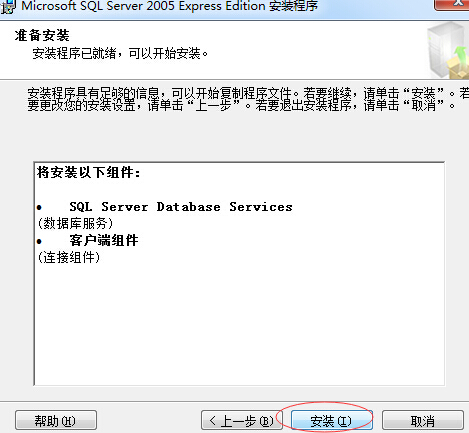 Microsoft SQL Server 2005 Express Edition 安装程序
准备安装
安装程序已就绪，可以开始安装。
安装程序具有足够的信息，可以开始复制程序文件。若要继续，请单击“安装”。若
要更改您的安装设置，请单击“上一步”。若要退出安装程序，请单击“取消”。
将安装以下组件：
• SQL Server Database Services
(数据库服务)
• 客户端组件
(连接组件)
帮助(H)
< 上一步(B)
安装(I)
取消